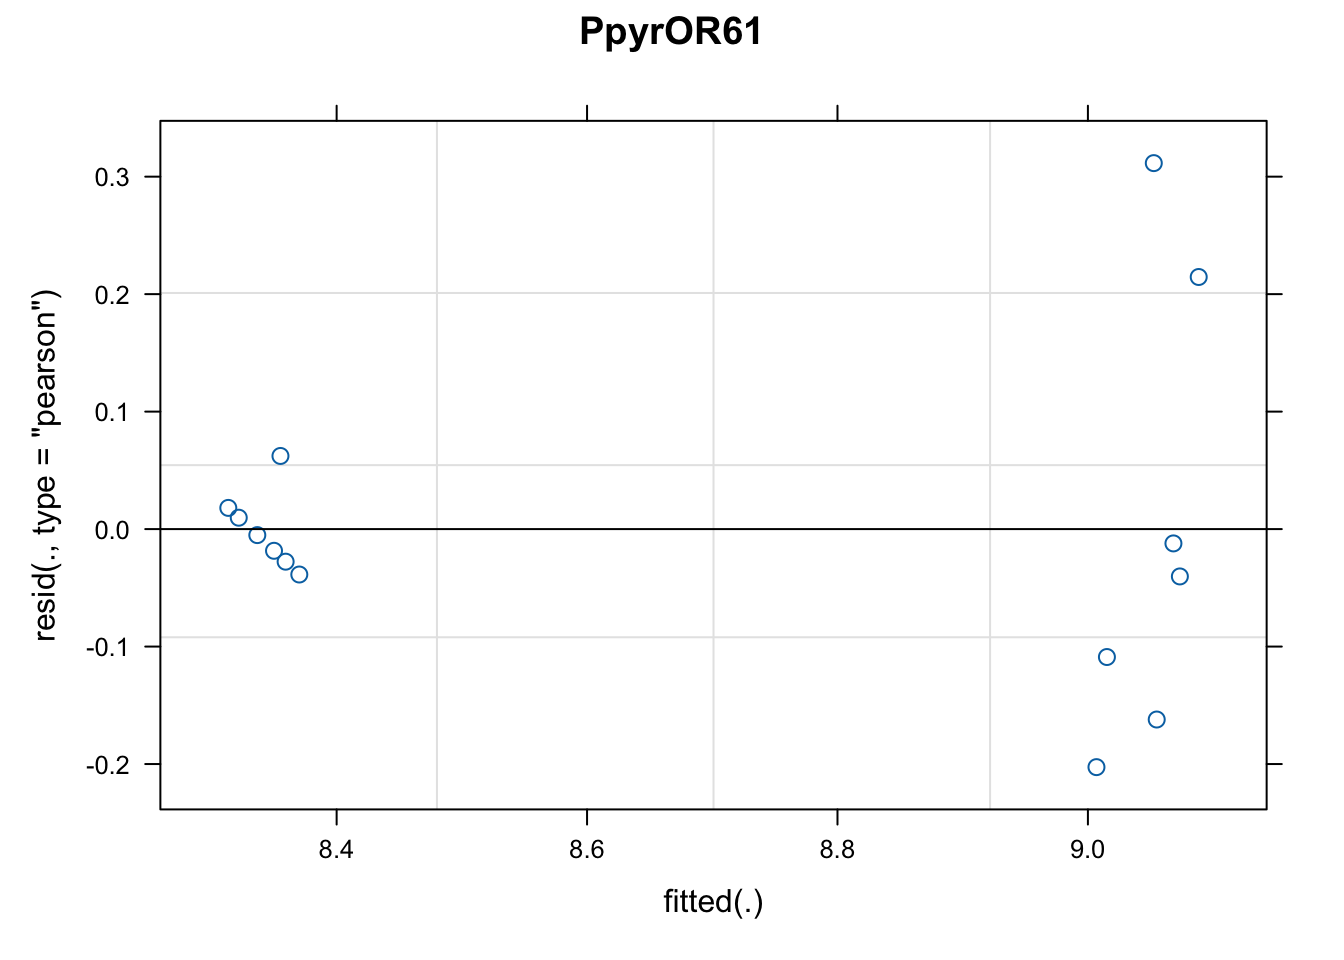 PpyrOR61
resid(., type = "pearson")
0.3
0.2
0.1
0.0
-0.1
-0.2
8.4 8.6 8.8 9.0
fitted(.)